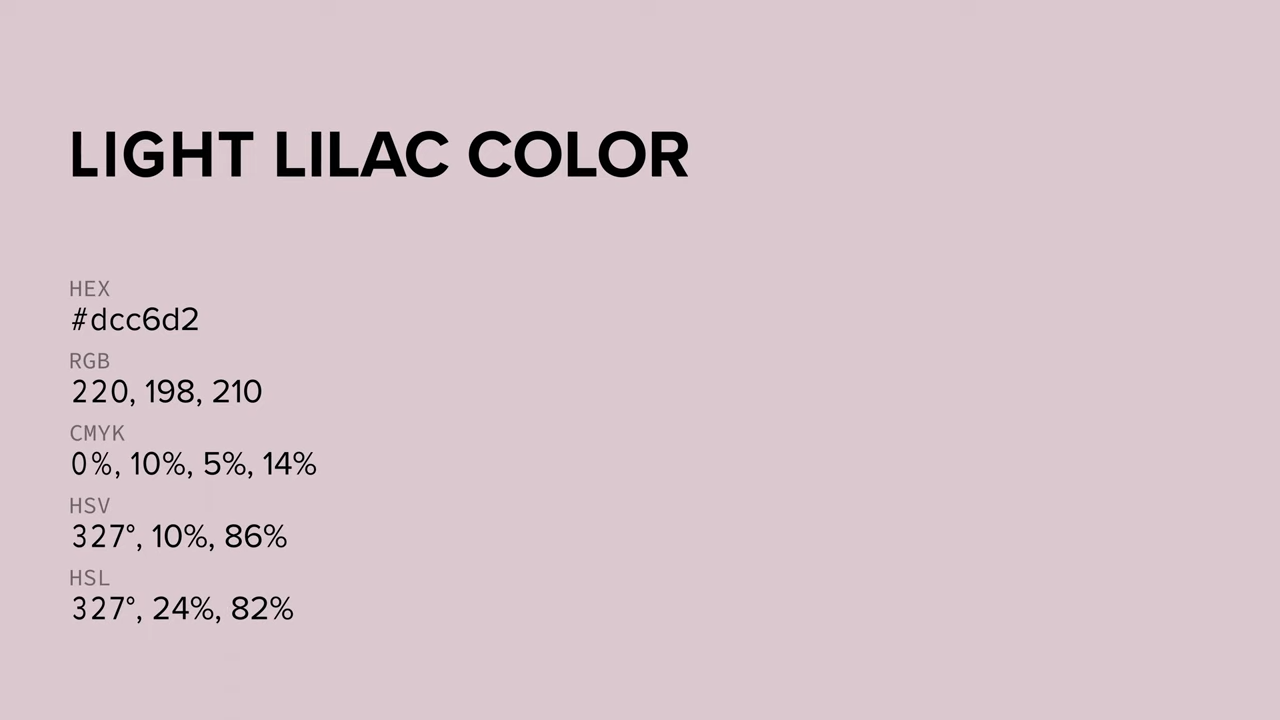 LIGHT LILAC COLOR
HEX
#dcc6d2
RGB
220, 198, 210
CMYK
0%, 10%, 5%, 14%
HSV
327°, 10%, 86%
HSL
327°, 24%, 82%